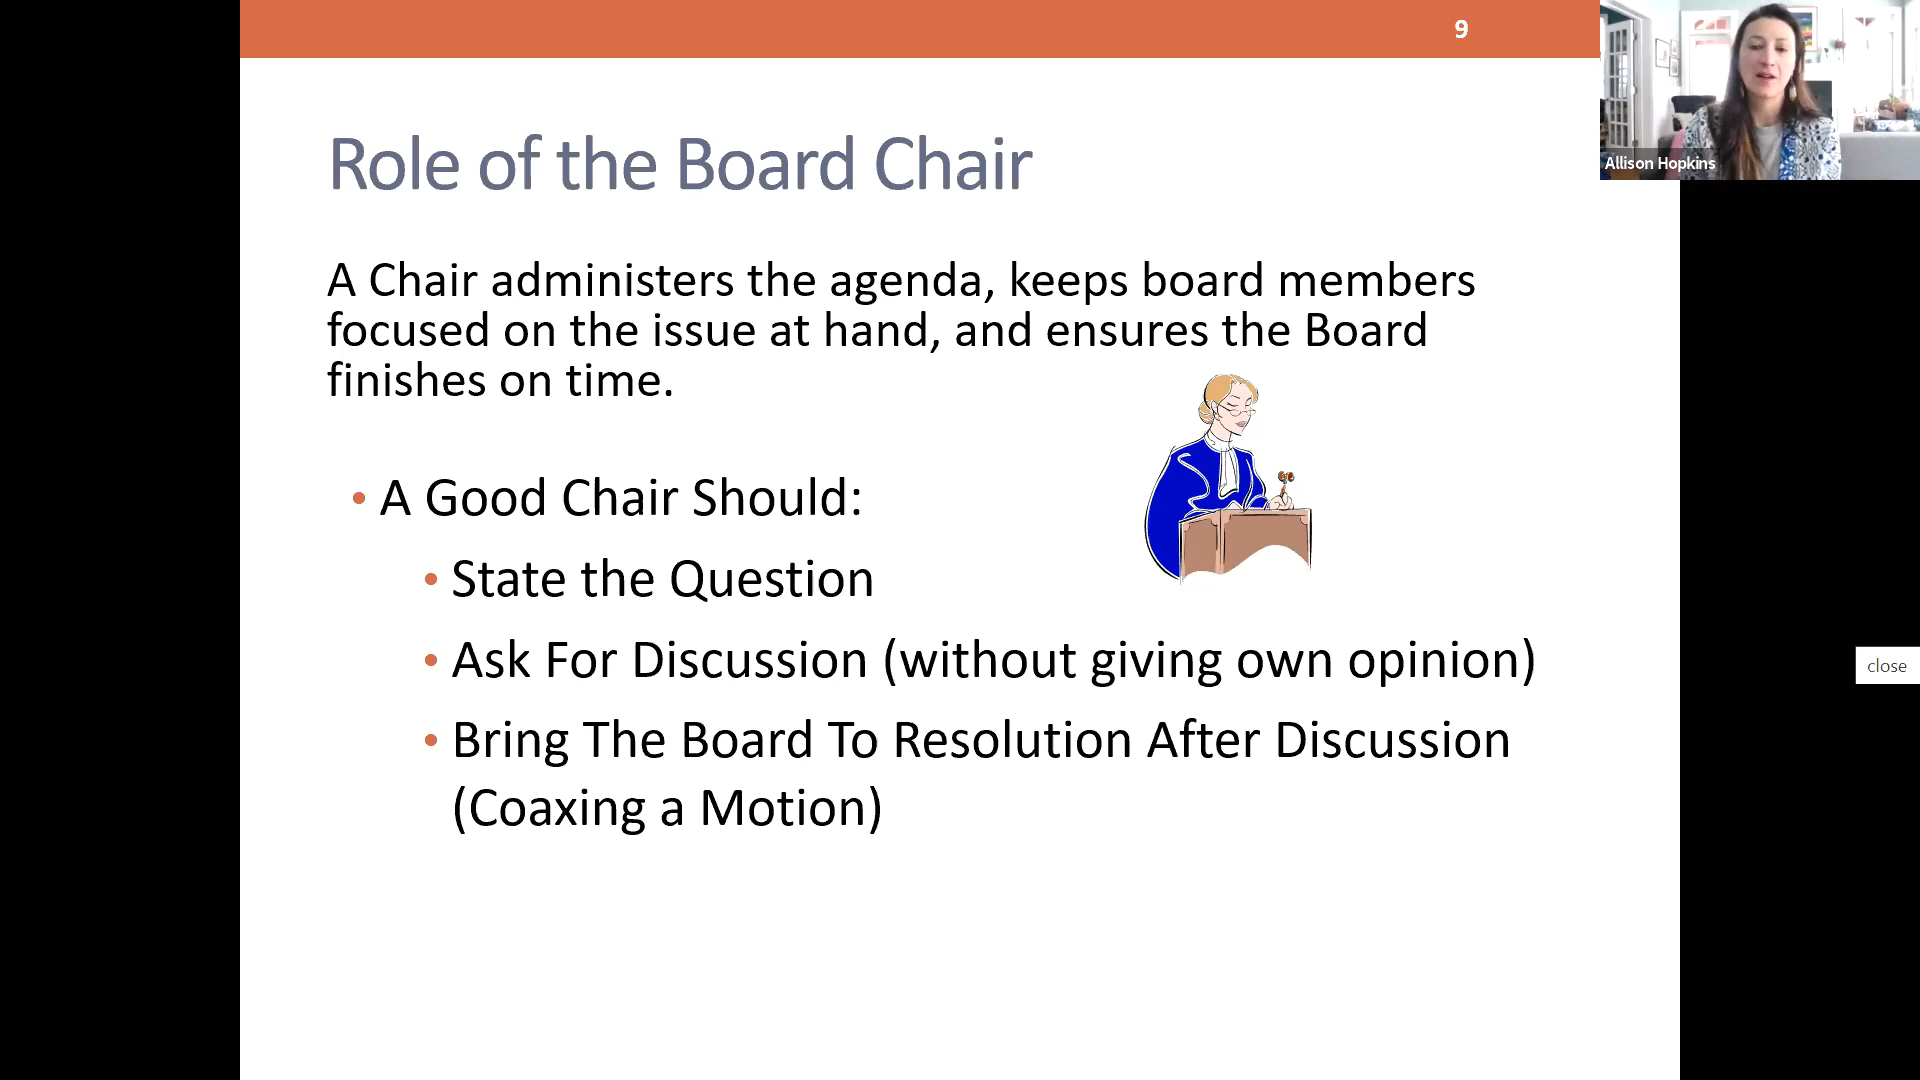 9
Allison Hopkins
Role of the Board Chair
A Chair administers the agenda, keeps board members
focused on the issue at hand, and ensures the Board
finishes on time.
• A Good Chair Should:
• State the Question
• Ask For Discussion (without giving own opinion)
• Bring The Board To Resolution After Discussion
(Coaxing a Motion)
close